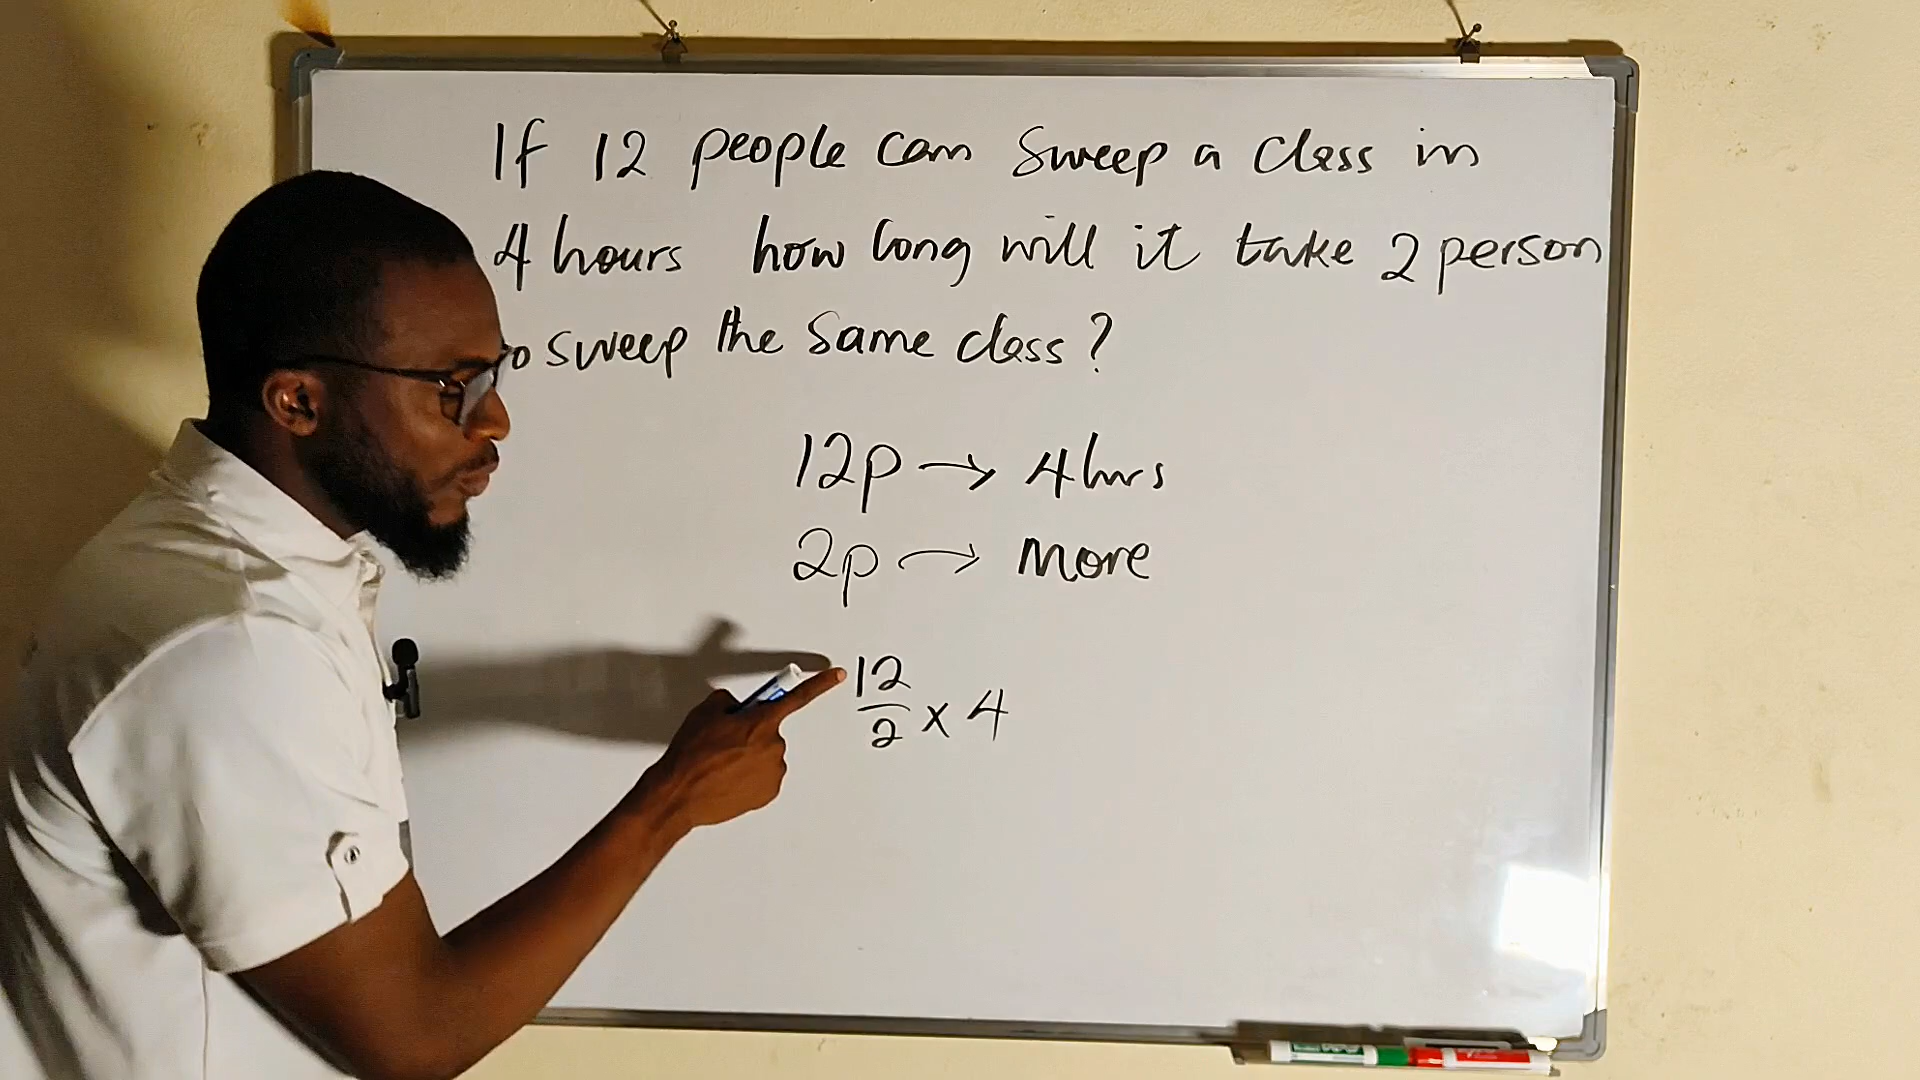 If 12 people can sweep a class in
4 hours how long will it take 2 person
to sweep the same class?
12p → 4hrs
2p → more
12/2 x 4